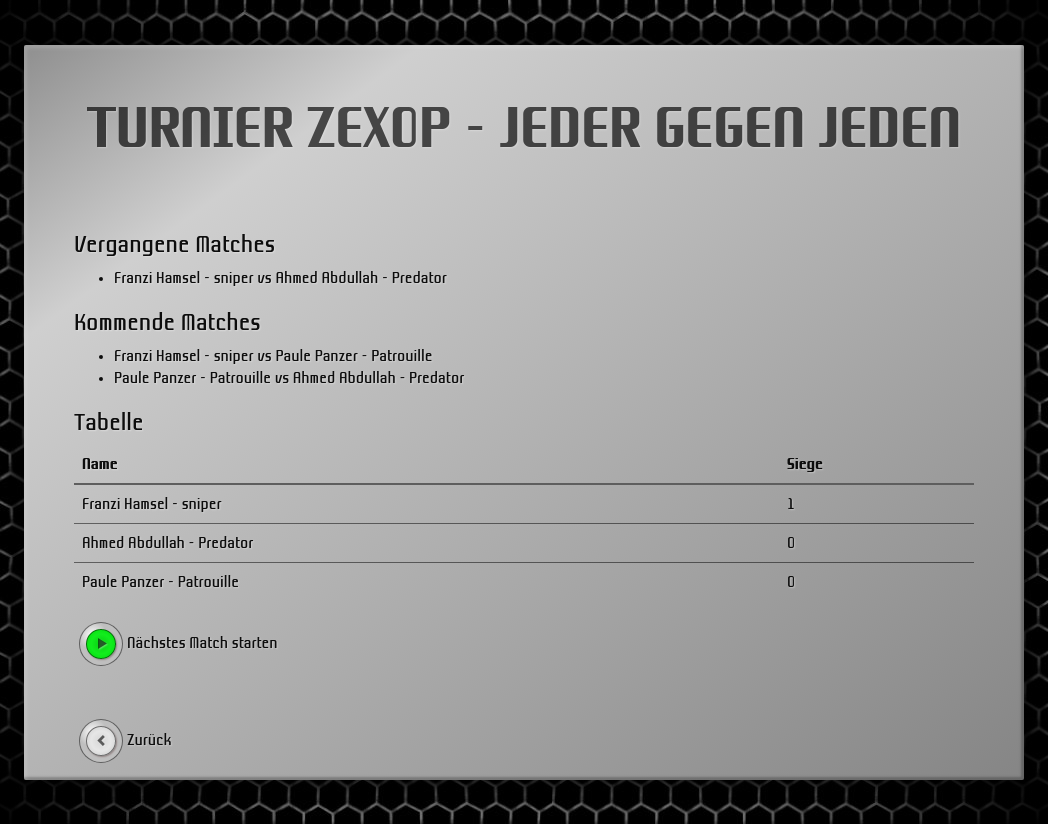 TURNIER ZEXOP - JEDER GEGEN JEDEN
Vergangene Matches
• Franzi Hamsel - sniper vs Ahmed Abdullah - Predator
Kommende Matches
• Franzi Hamsel - sniper vs Paule Panzer - Patrouille
• Paule Panzer - Patrouille vs Ahmed Abdullah - Predator
Tabelle
Name Siege
Franzi Hamsel - sniper 1
Ahmed Abdullah - Predator 0
Paule Panzer - Patrouille 0
Nächstes Match starten
Zurück